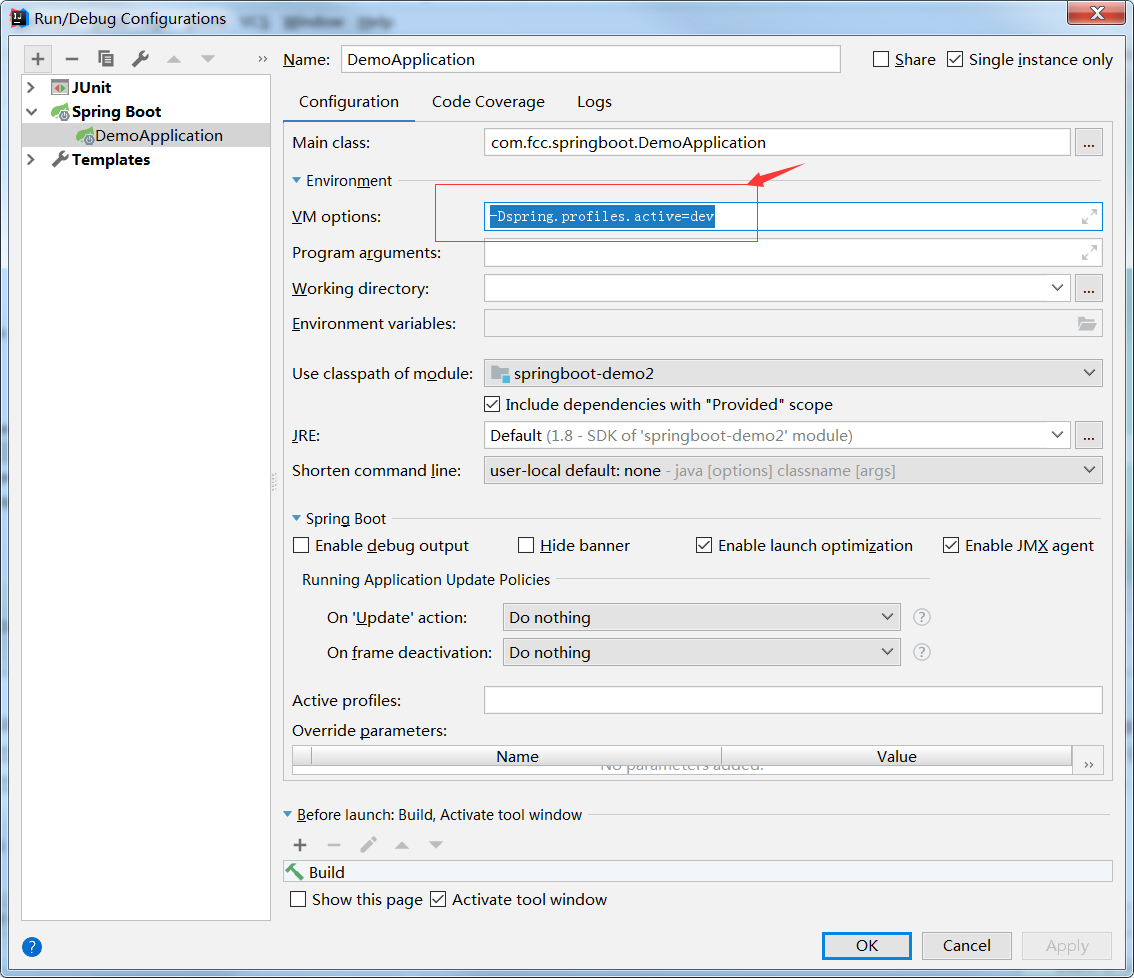 Run/Debug Configurations
Name: DemoApplication Share Single instance only
JUnit
Spring Boot
DemoApplication
Templates
Configuration Code Coverage Logs
Main class: com.fcc.springboot.DemoApplication ...
Environment
VM options: -Dspring.profiles.active=dev
Program arguments:
Working directory: ...
Environment variables:
Use classpath of module: springboot-demo2
Include dependencies with "Provided" scope
JRE: Default (1.8 - SDK of 'springboot-demo2' module) ...
Shorten command line: user-local default: none - java [options] classname [args]
Spring Boot
Enable debug output Hide banner Enable launch optimization Enable JMX agent
Running Application Update Policies
On 'Update' action: Do nothing ?
On frame deactivation: Do nothing ?
Active profiles:
Override parameters:
Name Value
No parameters added.
Before launch: Build, Activate tool window
Build
Show this page Activate tool window
? OK Cancel Apply